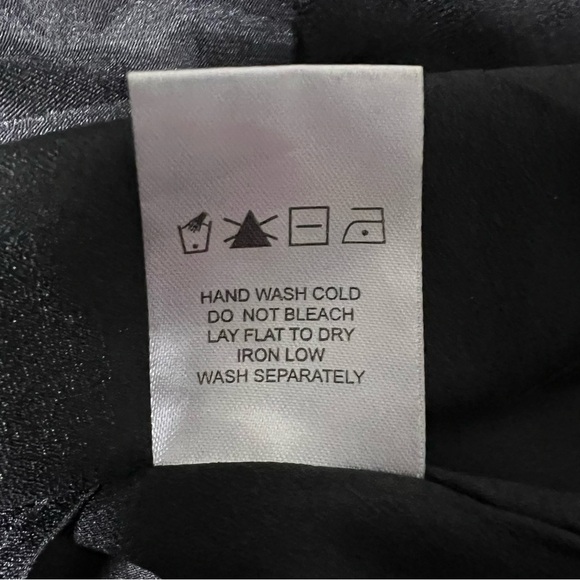 HAND WASH COLD
DO NOT BLEACH
LAY FLAT TO DRY
IRON LOW
WASH SEPARATELY